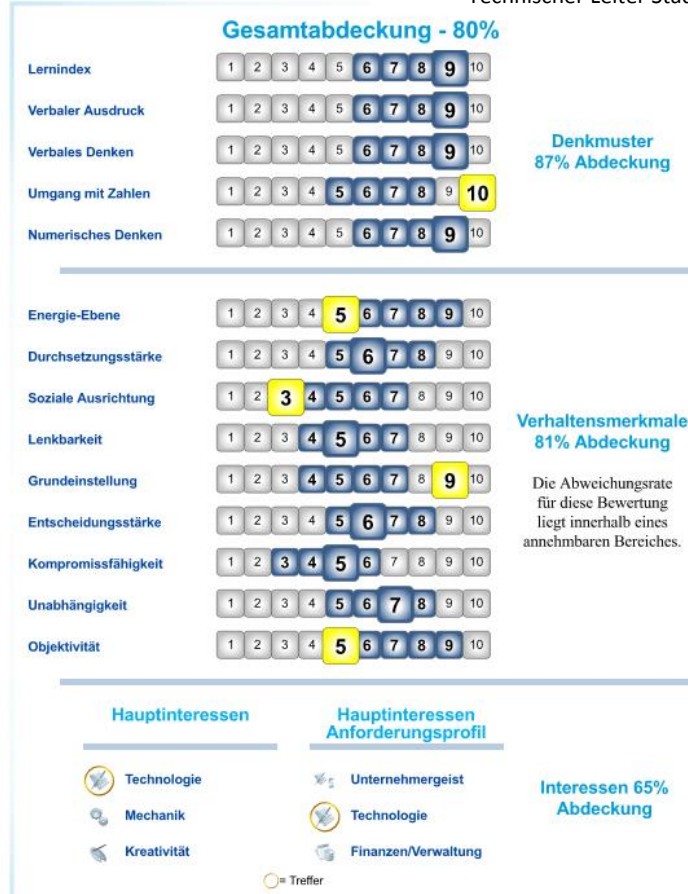 Gesamtabdeckung - 80%
Lernindex 1 2 3 4 5 6 7 8 9 10
Verbaler Ausdruck 1 2 3 4 5 6 7 8 9 10
Verbales Denken 1 2 3 4 5 6 7 8 9 10
Umgang mit Zahlen 1 2 3 4 5 6 7 8 9 10
Numerisches Denken 1 2 3 4 5 6 7 8 9 10
Denkmuster
87% Abdeckung
Energie-Ebene 1 2 3 4 5 6 7 8 9 10
Durchsetzungsstärke 1 2 3 4 5 6 7 8 9 10
Soziale Ausrichtung 1 2 3 4 5 6 7 8 9 10
Lenkbarkeit 1 2 3 4 5 6 7 8 9 10
Grundeinstellung 1 2 3 4 5 6 7 8 9 10
Entscheidungsstärke 1 2 3 4 5 6 7 8 9 10
Kompromissfähigkeit 1 2 3 4 5 6 7 8 9 10
Unabhängigkeit 1 2 3 4 5 6 7 8 9 10
Objektivität 1 2 3 4 5 6 7 8 9 10
Verhaltensmerkmale
81% Abdeckung
Die Abweichungsrate
für diese Bewertung
liegt innerhalb eines
annehmbaren Bereiches.
Hauptinteressen
Technologie
Mechanik
Kreativität
Hauptinteressen
Anforderungsprofil
Unternehmergeist
Technologie
Finanzen/Verwaltung
Interessen 65%
Abdeckung
= Treffer